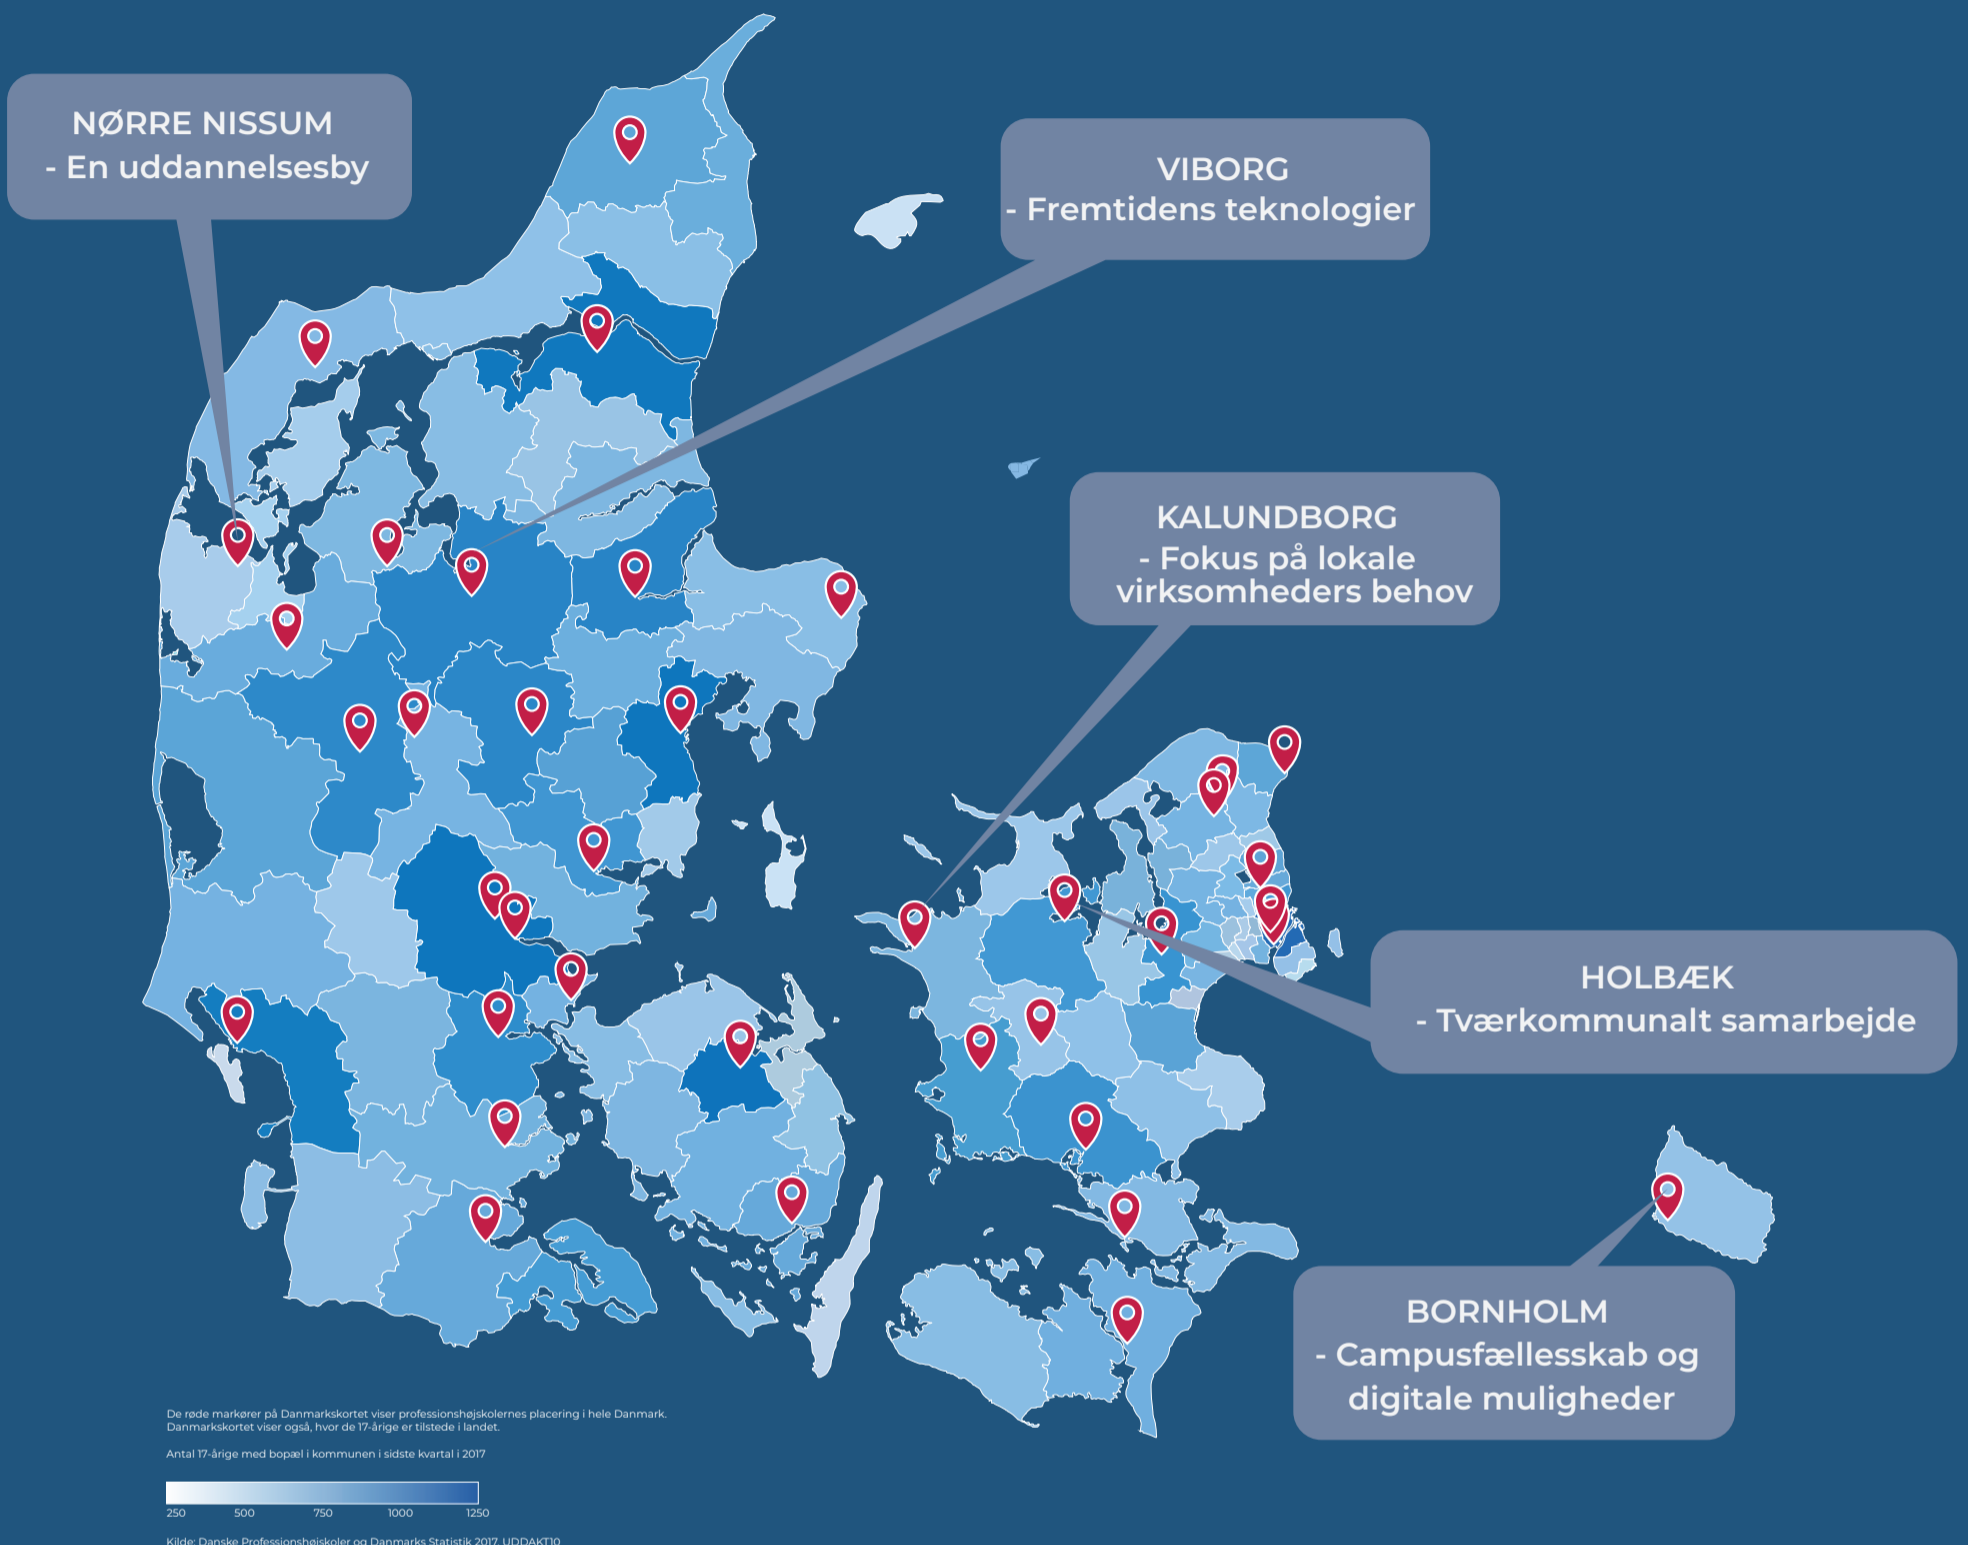 NØRRE NISSUM
- En uddannelsesby
VIBORG
- Fremtidens teknologier
KALUNDBORG
- Fokus på lokale
virksomheders behov
HOLBÆK
- Tværkommunalt samarbejde
BORNHOLM
- Campusfællesskab og
digitale muligheder
De røde markører på Danmarkskortet viser professionshøjskolernes placering i hele Danmark.
Danmarkskortet viser også, hvor de 17-årige er tilstede i landet.
Antal 17-årige med bopæl i kommunen i sidste kvartal i 2017
250 500 750 1000 1250
Kilde: Danske Professionshøjskoler og Danmarks Statistik 2017, UDDAKT10